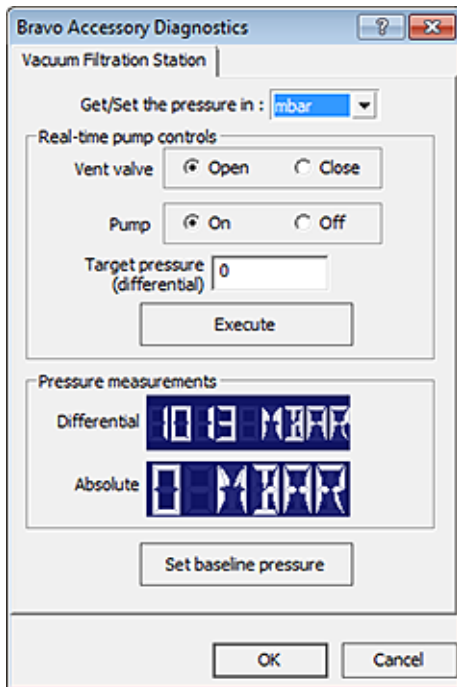 Bravo Accessory Diagnostics
Vacuum Filtration Station
Get/Set the pressure in : mbar
Real-time pump controls
Vent valve Open Close
Pump On Off
Target pressure
(differential) 0
Execute
Pressure measurements
Differential 1013 MBAR
Absolute 0 MBAR
Set baseline pressure
OK Cancel